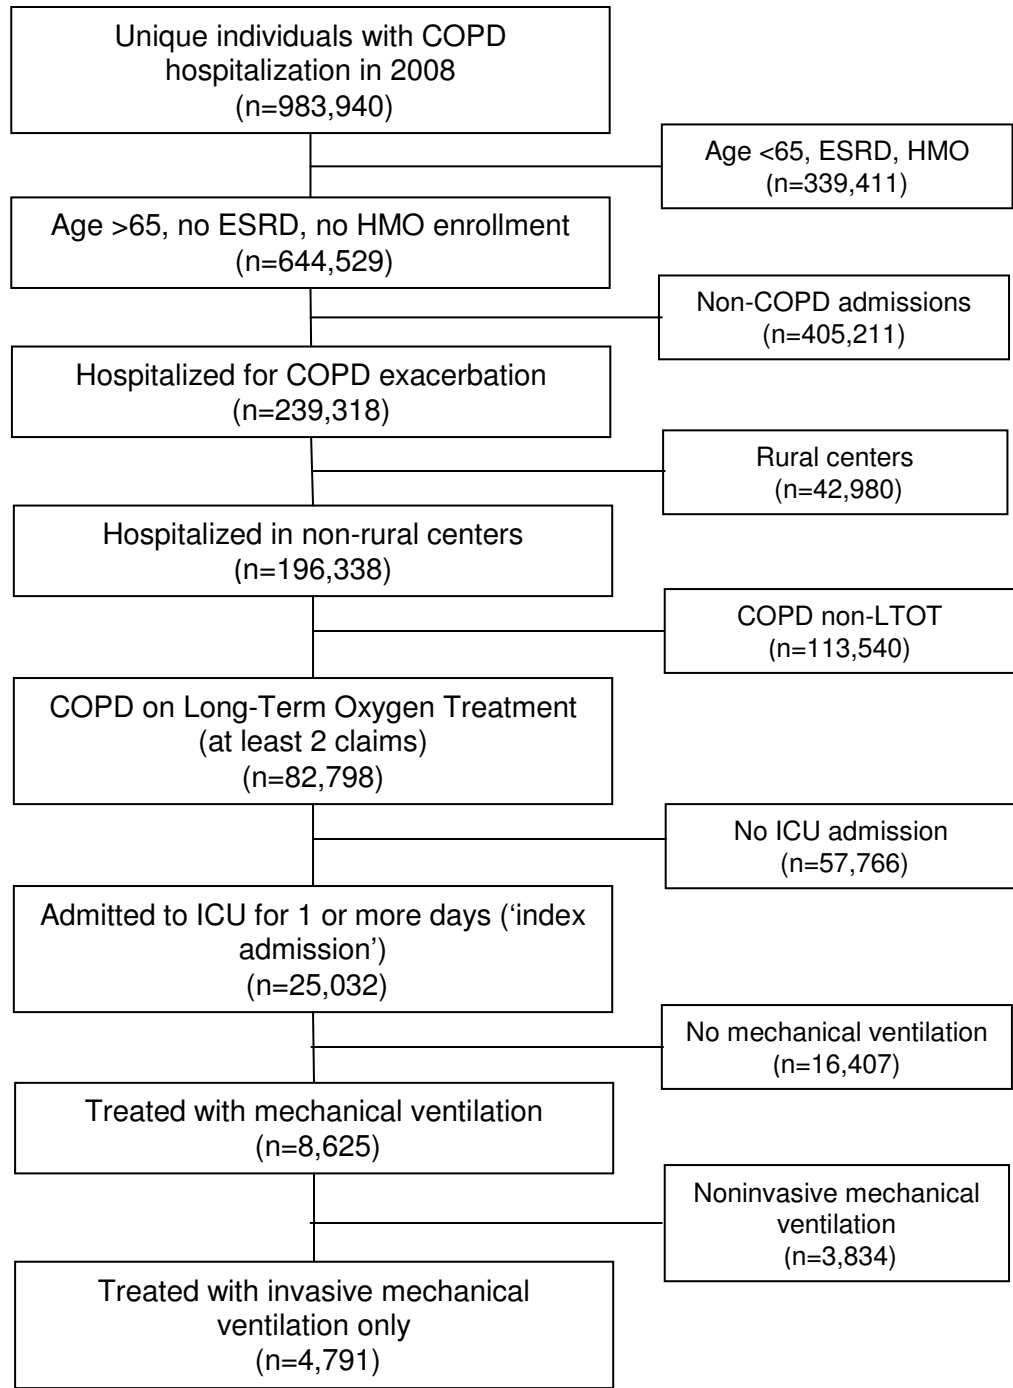 Unique individuals with COPD
hospitalization in 2008
(n=983,940)
Age <65, ESRD, HMO
(n=339,411)
Age >65, no ESRD, no HMO enrollment
(n=644,529)
Non-COPD admissions
(n=405,211)
Hospitalized for COPD exacerbation
(n=239,318)
Rural centers
(n=42,980)
Hospitalized in non-rural centers
(n=196,338)
COPD non-LTOT
(n=113,540)
COPD on Long-Term Oxygen Treatment
(at least 2 claims)
(n=82,798)
No ICU admission
(n=57,766)
Admitted to ICU for 1 or more days (‘index
admission’)
(n=25,032)
No mechanical ventilation
(n=16,407)
Treated with mechanical ventilation
(n=8,625)
Noninvasive mechanical
ventilation
(n=3,834)
Treated with invasive mechanical
ventilation only
(n=4,791)